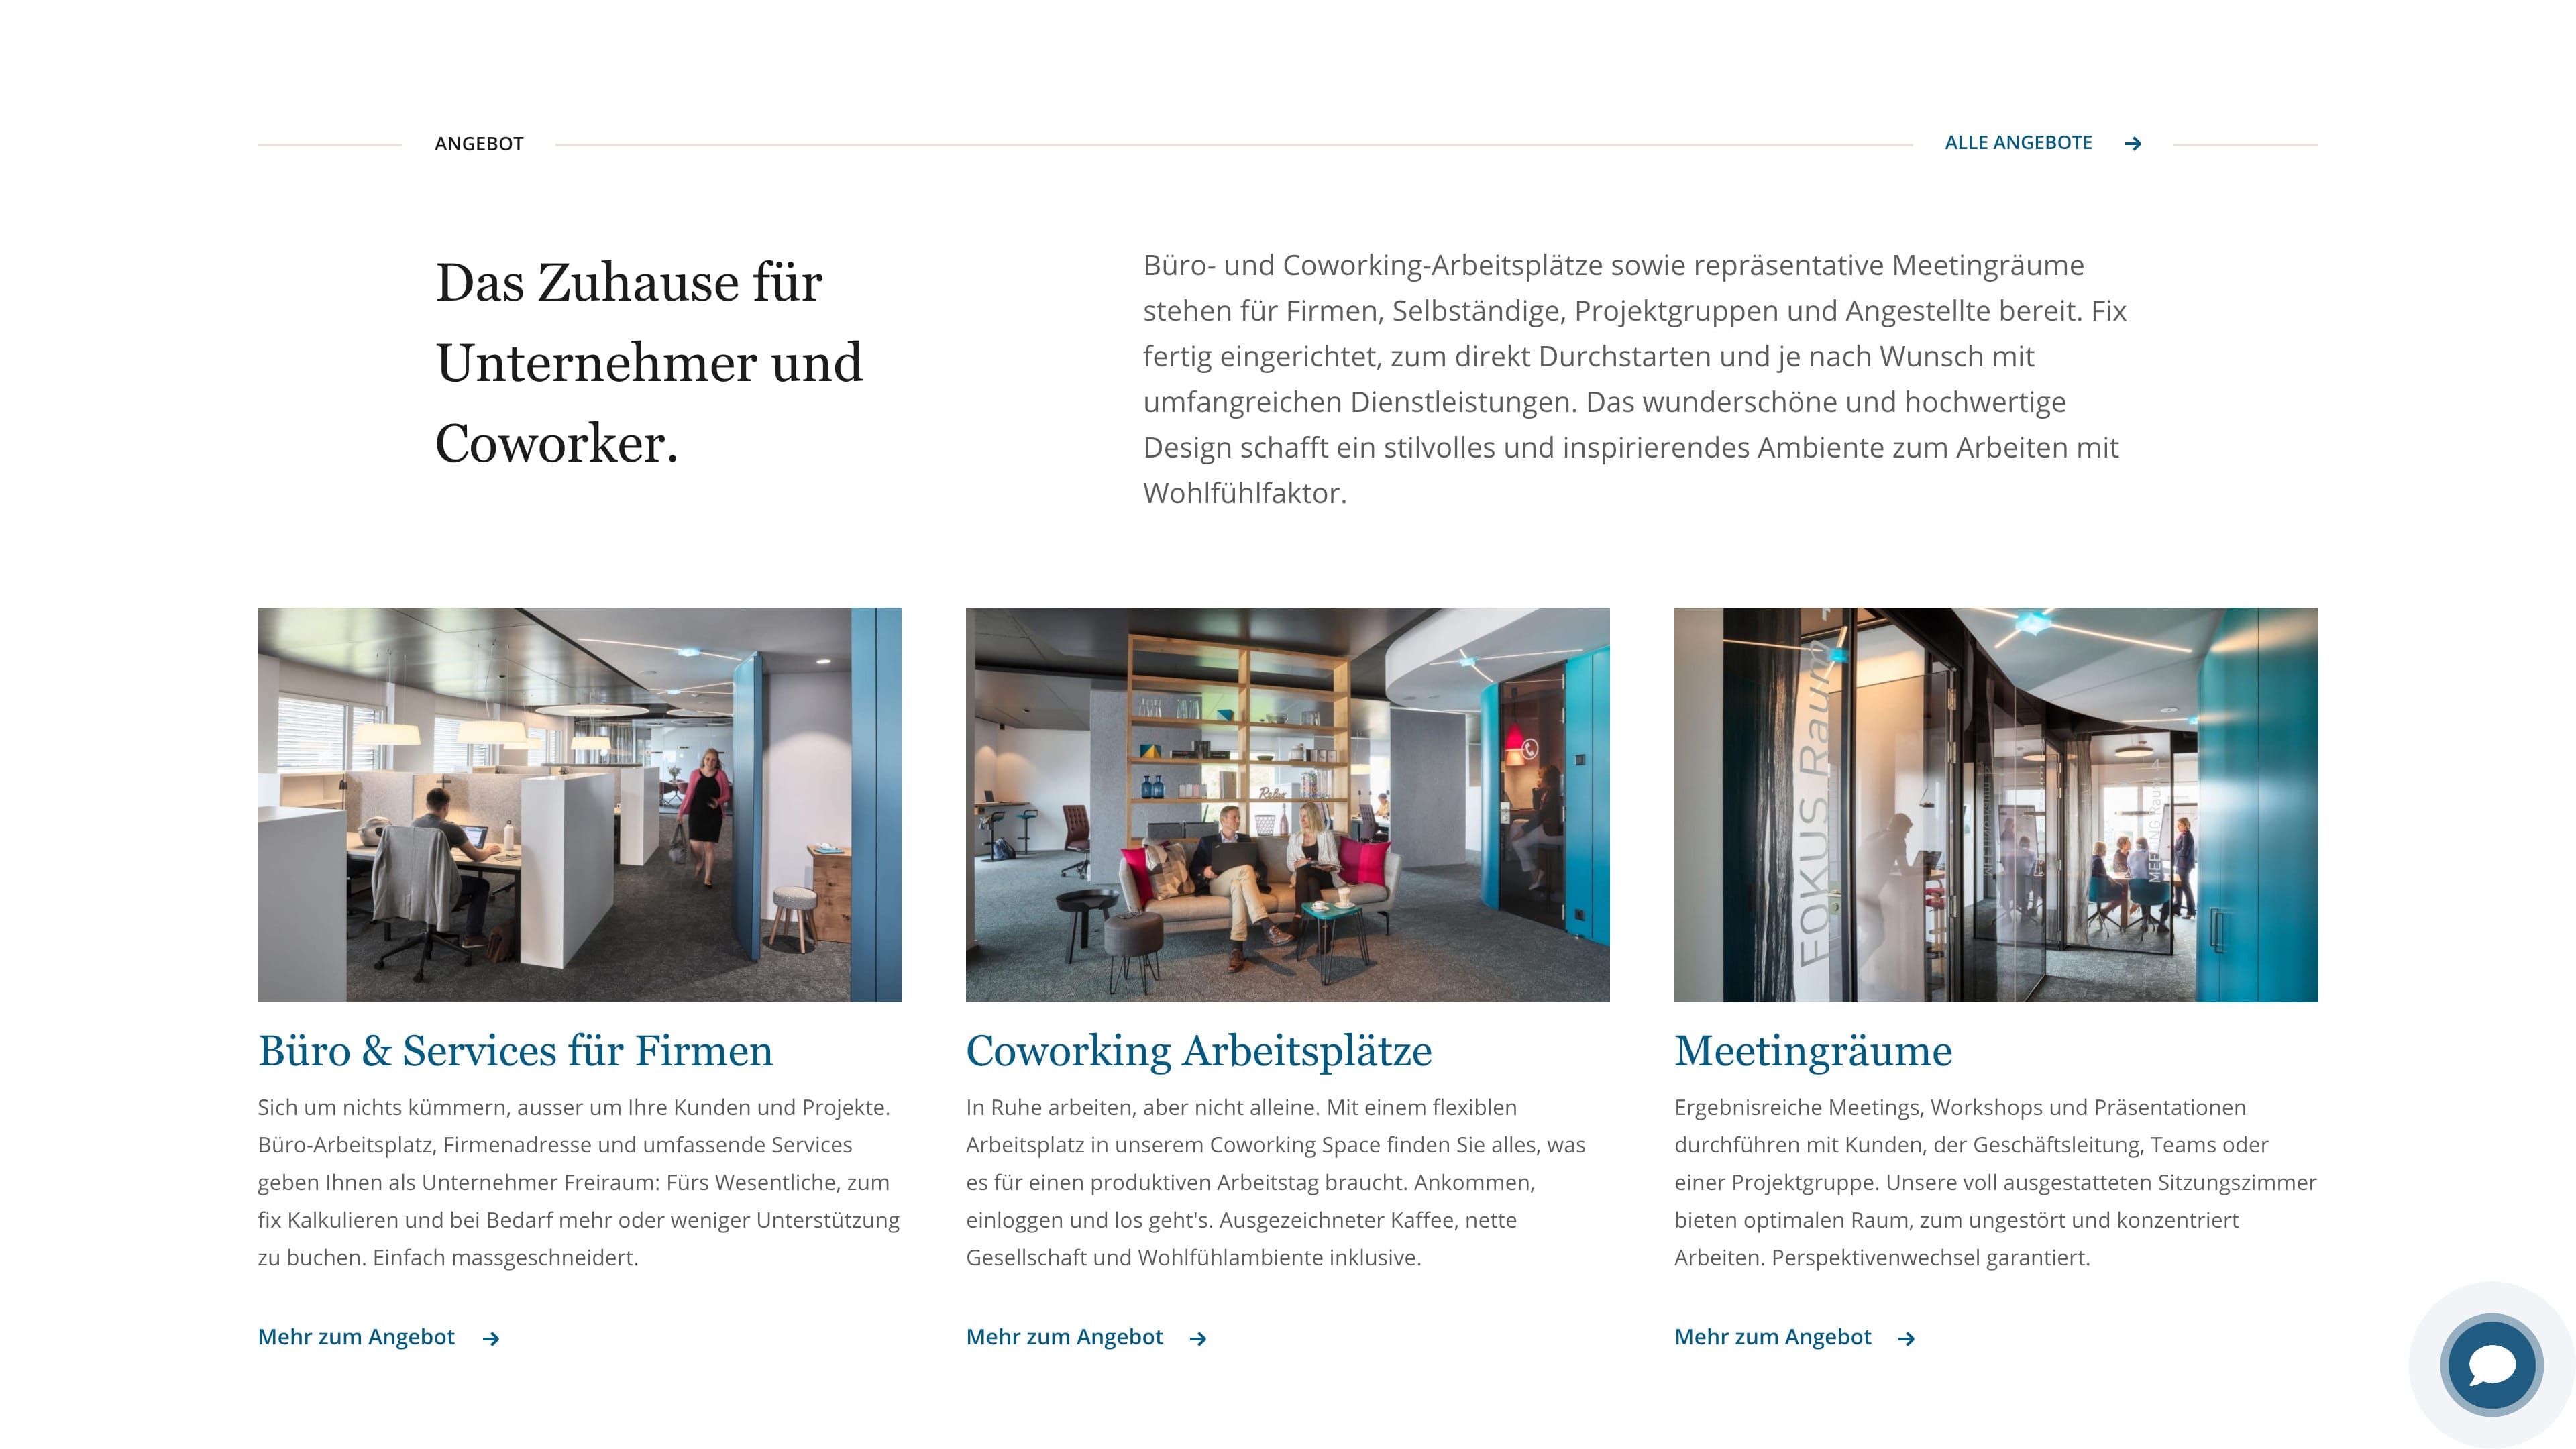 ANGEBOT
ALLE ANGEBOTE
Das Zuhause für
Unternehmer und
Coworker.
Büro- und Coworking-Arbeitsplätze sowie repräsentative Meetingräume
stehen für Firmen, Selbständige, Projektgruppen und Angestellte bereit. Fix
fertig eingerichtet, zum direkt Durchstarten und je nach Wunsch mit
umfangreichen Dienstleistungen. Das wunderschöne und hochwertige
Design schafft ein stilvolles und inspirierendes Ambiente zum Arbeiten mit
Wohlfühlfaktor.
Relax
FOKUS Raum
MEETING Raum
Büro & Services für Firmen
Sich um nichts kümmern, ausser um Ihre Kunden und Projekte.
Büro-Arbeitsplatz, Firmenadresse und umfassende Services
geben Ihnen als Unternehmer Freiraum: Fürs Wesentliche, zum
fix Kalkulieren und bei Bedarf mehr oder weniger Unterstützung
zu buchen. Einfach massgeschneidert.
Mehr zum Angebot
Coworking Arbeitsplätze
In Ruhe arbeiten, aber nicht alleine. Mit einem flexiblen
Arbeitsplatz in unserem Coworking Space finden Sie alles, was
es für einen produktiven Arbeitstag braucht. Ankommen,
einloggen und los geht's. Ausgezeichneter Kaffee, nette
Gesellschaft und Wohlfühlambiente inklusive.
Mehr zum Angebot
Meetingräume
Ergebnisreiche Meetings, Workshops und Präsentationen
durchführen mit Kunden, der Geschäftsleitung, Teams oder
einer Projektgruppe. Unsere voll ausgestatteten Sitzungszimmer
bieten optimalen Raum, zum ungestört und konzentriert
Arbeiten. Perspektivenwechsel garantiert.
Mehr zum Angebot